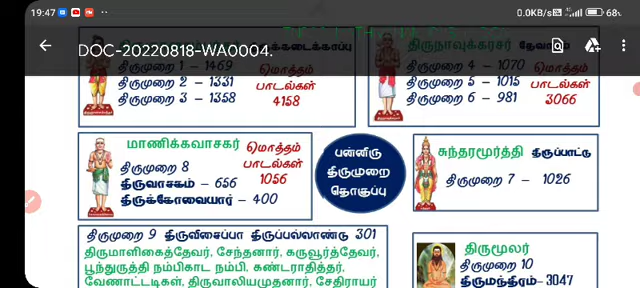 19:47
0.0KB/s 4G 68%
DOC-20220818-WA0004.
திருக்கடைக்காப்பு
திருமுறை 1 - 1469
திருமுறை 2 - 1331
திருமுறை 3 - 1358
மொத்தம்
பாடல்கள்
4158
திருநாவுக்கரசர் தேவாரம்
திருமுறை 4 - 1070
திருமுறை 5 - 1015
திருமுறை 6 - 981
மொத்தம்
பாடல்கள்
3066
மாணிக்கவாசகர்
திருமுறை 8
திருவாசகம் - 656
திருக்கோவையார் - 400
மொத்தம்
பாடல்கள்
1056
பன்னிரு
திருமுறை
தொகுப்பு
சுந்தரமூர்த்தி திருப்பாட்டு
திருமுறை 7 - 1026
திருமுறை 9 திருவிசைப்பா திருப்பல்லாண்டு 301
திருமாளிகைத்தேவர், சேந்தனார், கருவூர்த்தேவர்,
பூந்துருத்தி நம்பிகாட நம்பி, கண்டராதித்தர்,
வேணாட்டடிகள், திருவாலியமுதனார், சேதிராயர்
திருமூலர்
திருமுறை 10
திருமந்திரம்- 3047